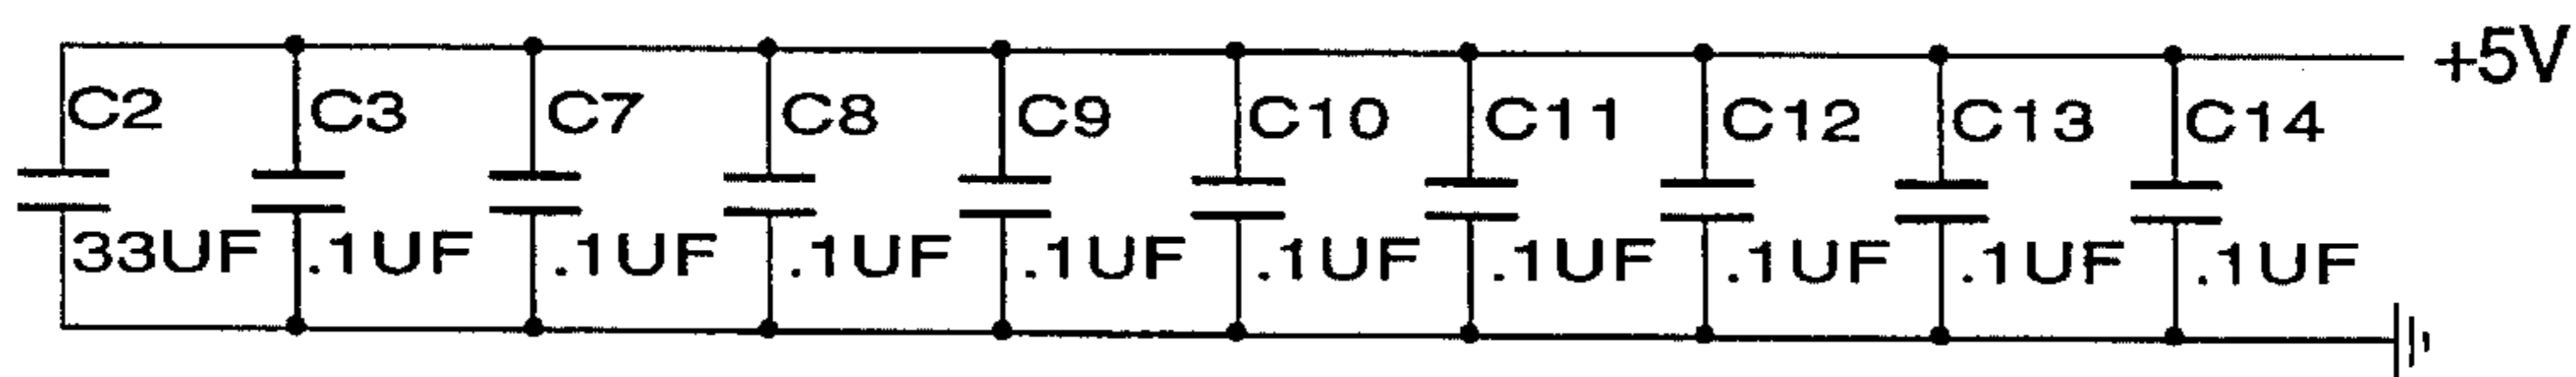 +5V
C2 C3 C7 C8 C9 C10 C11 C12 C13 C14
33UF .1UF .1UF .1UF .1UF .1UF .1UF .1UF .1UF .1UF